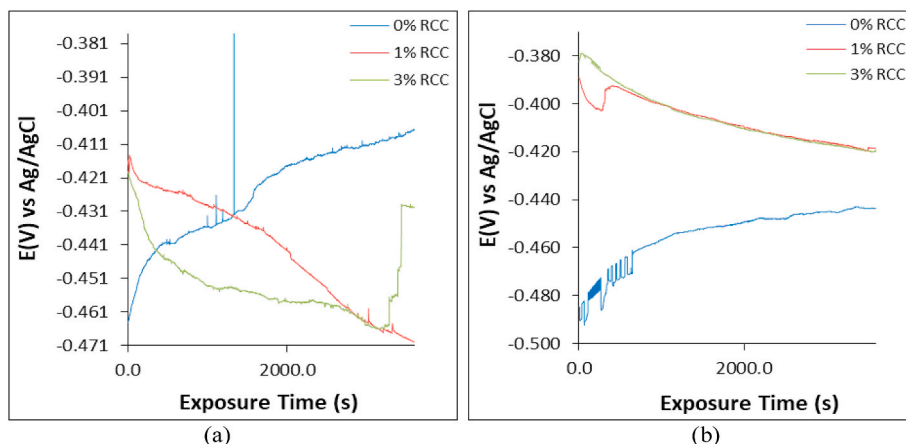 0% RCC
1% RCC
3% RCC
-0.381
-0.391
-0.401
-0.411
-0.421
-0.431
-0.441
-0.451
-0.461
-0.471
E(V) vs Ag/AgCl
0.0
2000.0
Exposure Time (s)
(a)
0% RCC
1% RCC
3% RCC
-0.380
-0.400
-0.420
-0.440
-0.460
-0.480
-0.500
E(V) vs Ag/AgCl
0.0
2000.0
Exposure Time (s)
(b)